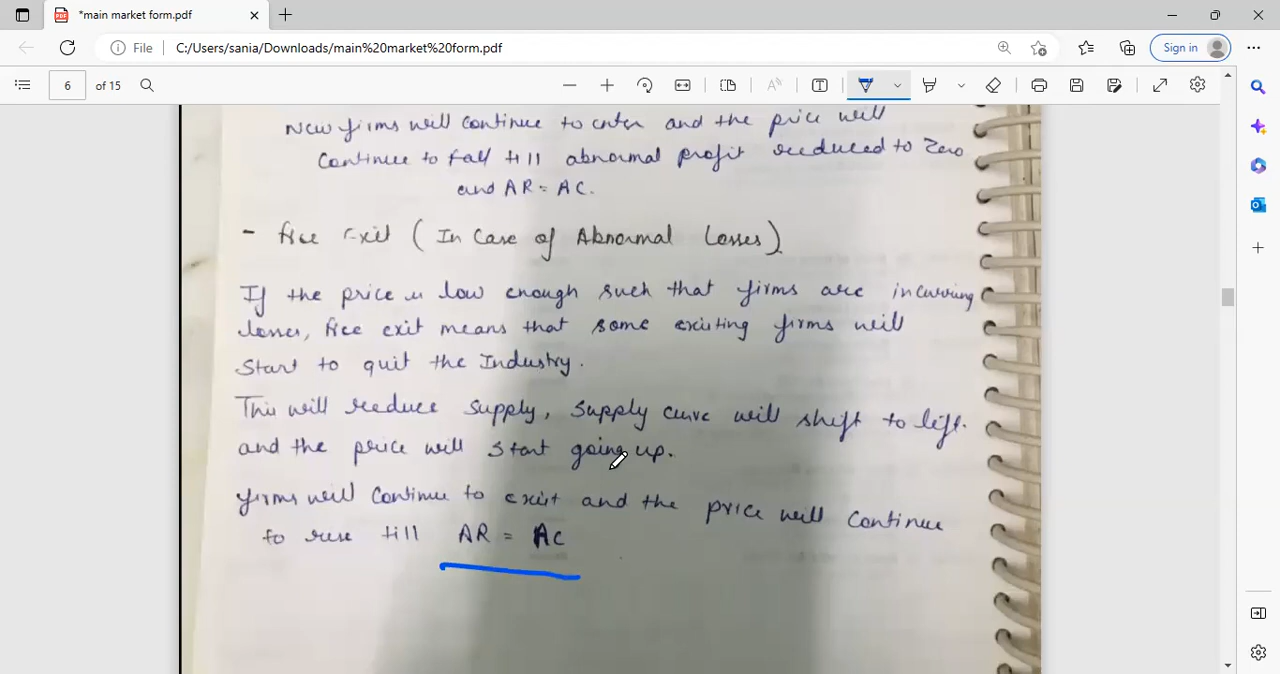 *main market form.pdf
File C:/Users/sania/Downloads/main%20market%20form.pdf
Sign in
6 of 15
New firms will continue to enter and the price will
Continue to fall till abnormal profit reduced to Zero
and AR = AC.
- free Exit ( In Case of Abnormal Losses )
If the price is low enough such that firms are incurring
losses, free exit means that some existing firms will
Start to quit the Industry.
This will reduce supply, supply curve will shift to left.
and the price will start going up.
firms will continue to exist and the price will continue
to rise till AR = AC